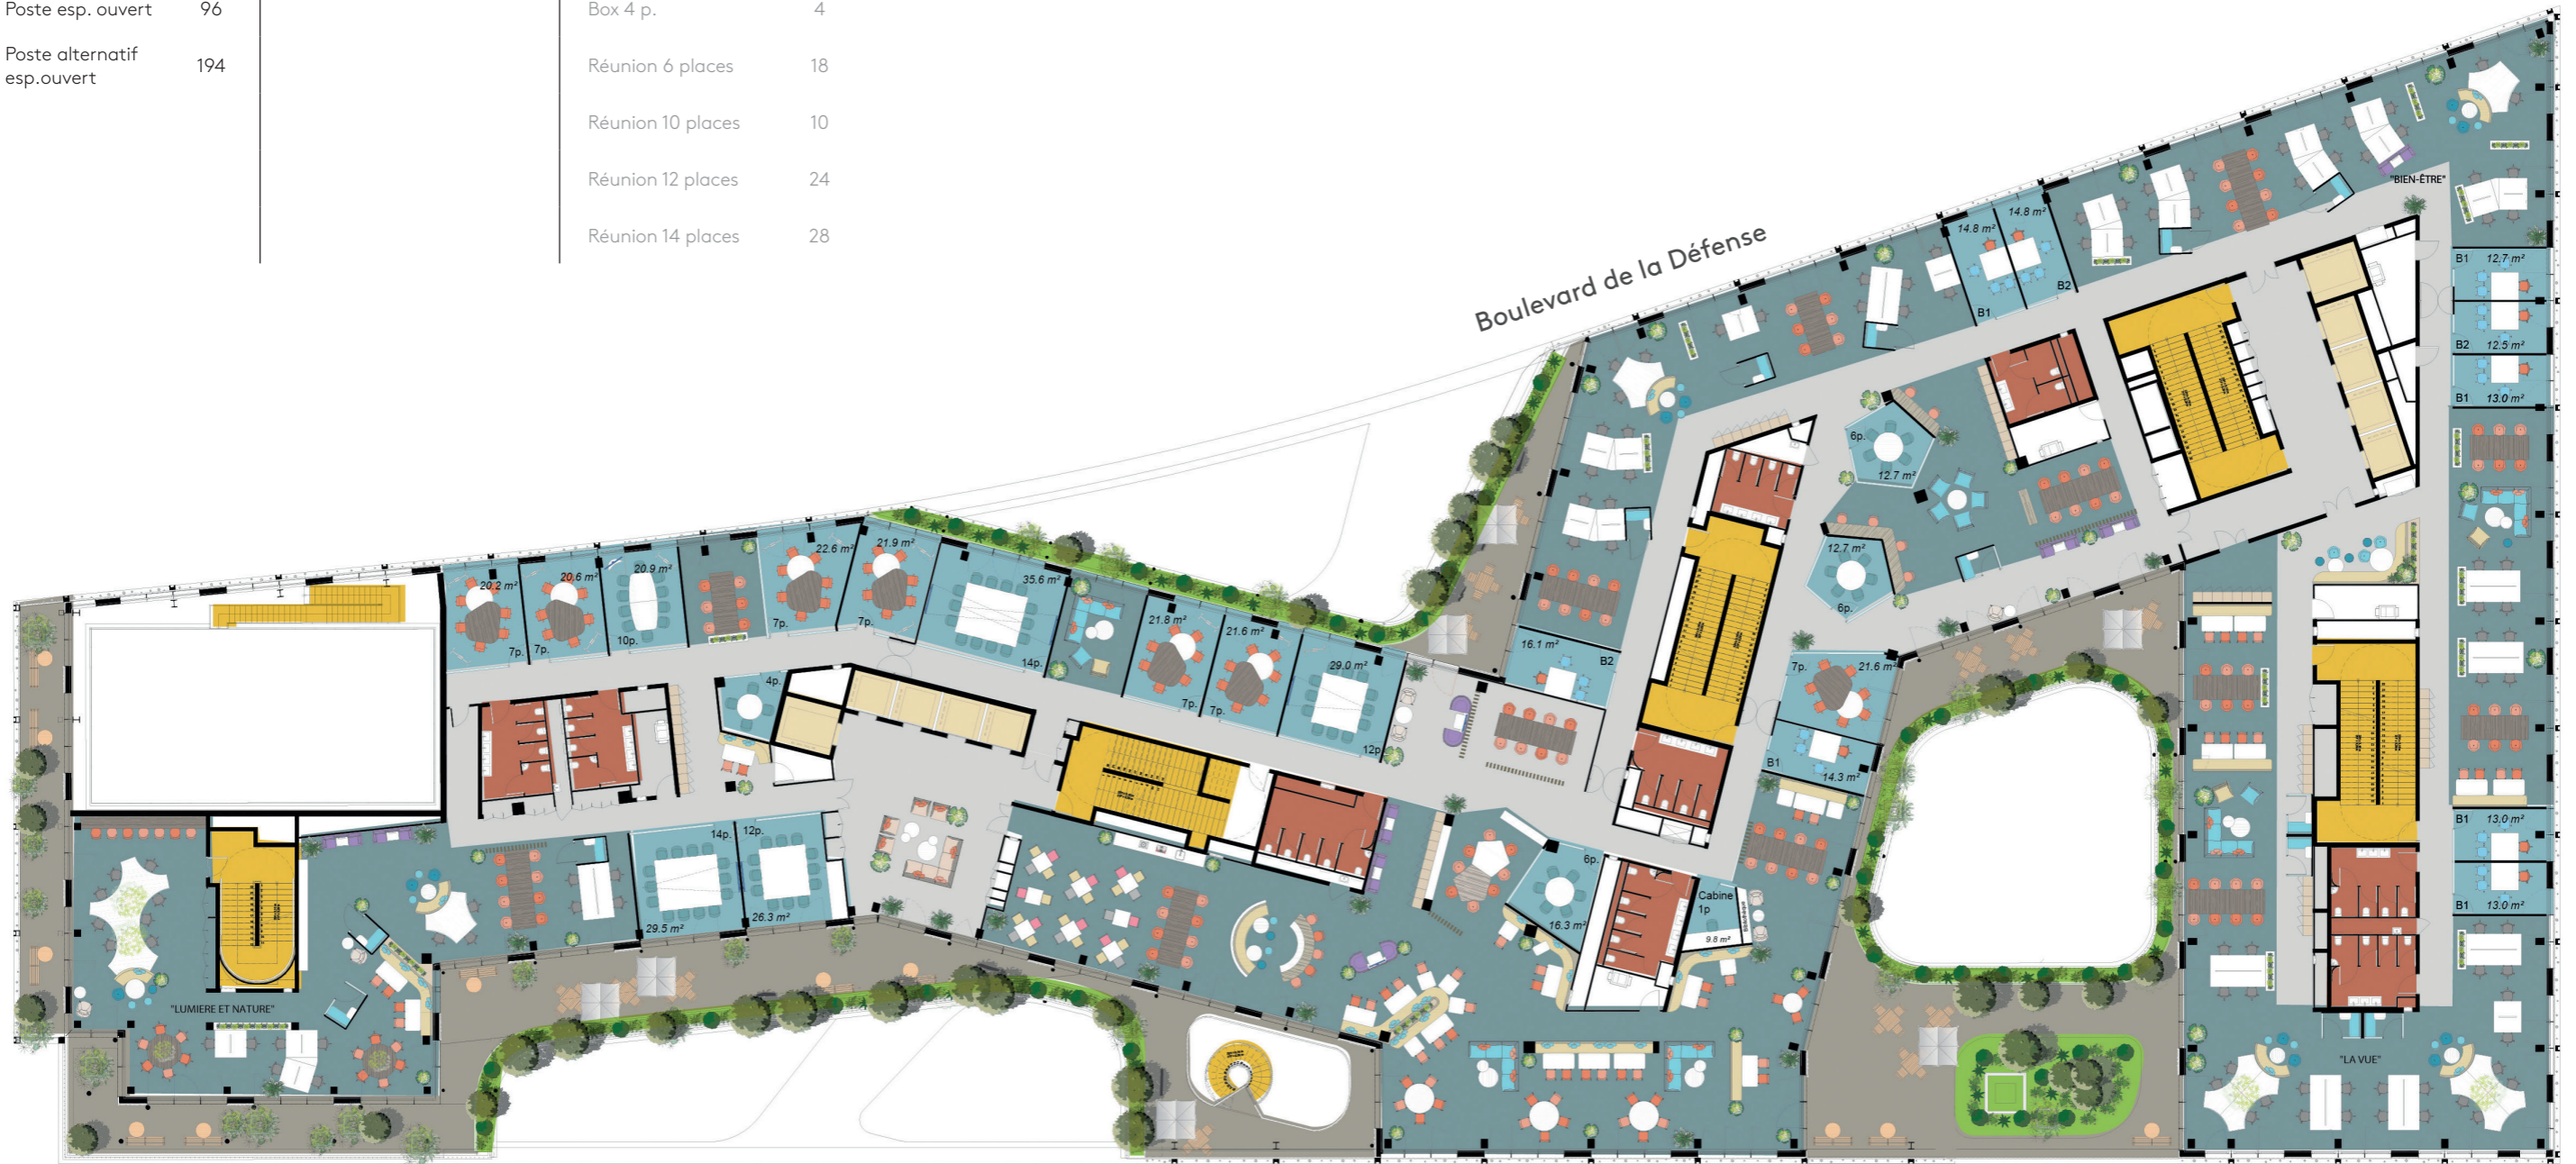 Poste esp. ouvert 96
Poste alternatif
esp.ouvert 194
Box 4 p. 4
Réunion 6 places 18
Réunion 10 places 10
Réunion 12 places 24
Réunion 14 places 28
Boulevard de la Défense
"BIEN-ÊTRE"
14.8 m²
14.8 m²
B2
B1
B1 12.7 m²
B2 12.5 m²
B1 13.0 m²
6p.
12.7 m²
12.7 m²
6p.
22.6 m²
21.9 m²
20.2 m²
20.6 m²
20.9 m²
35.6 m²
7p.
7p.
10p.
7p.
7p.
14p.
21.8 m²
21.6 m²
29.0 m²
7p.
7p.
12p
16.1 m²
B2
7p.
21.6 m²
B1
14.3 m²
4p.
14p.
12p.
29.5 m²
26.3 m²
6p.
16.3 m²
Cabine
1p
9.8 m²
B1 13.0 m²
B1 13.0 m²
"LUMIERE ET NATURE"
"LA VUE"